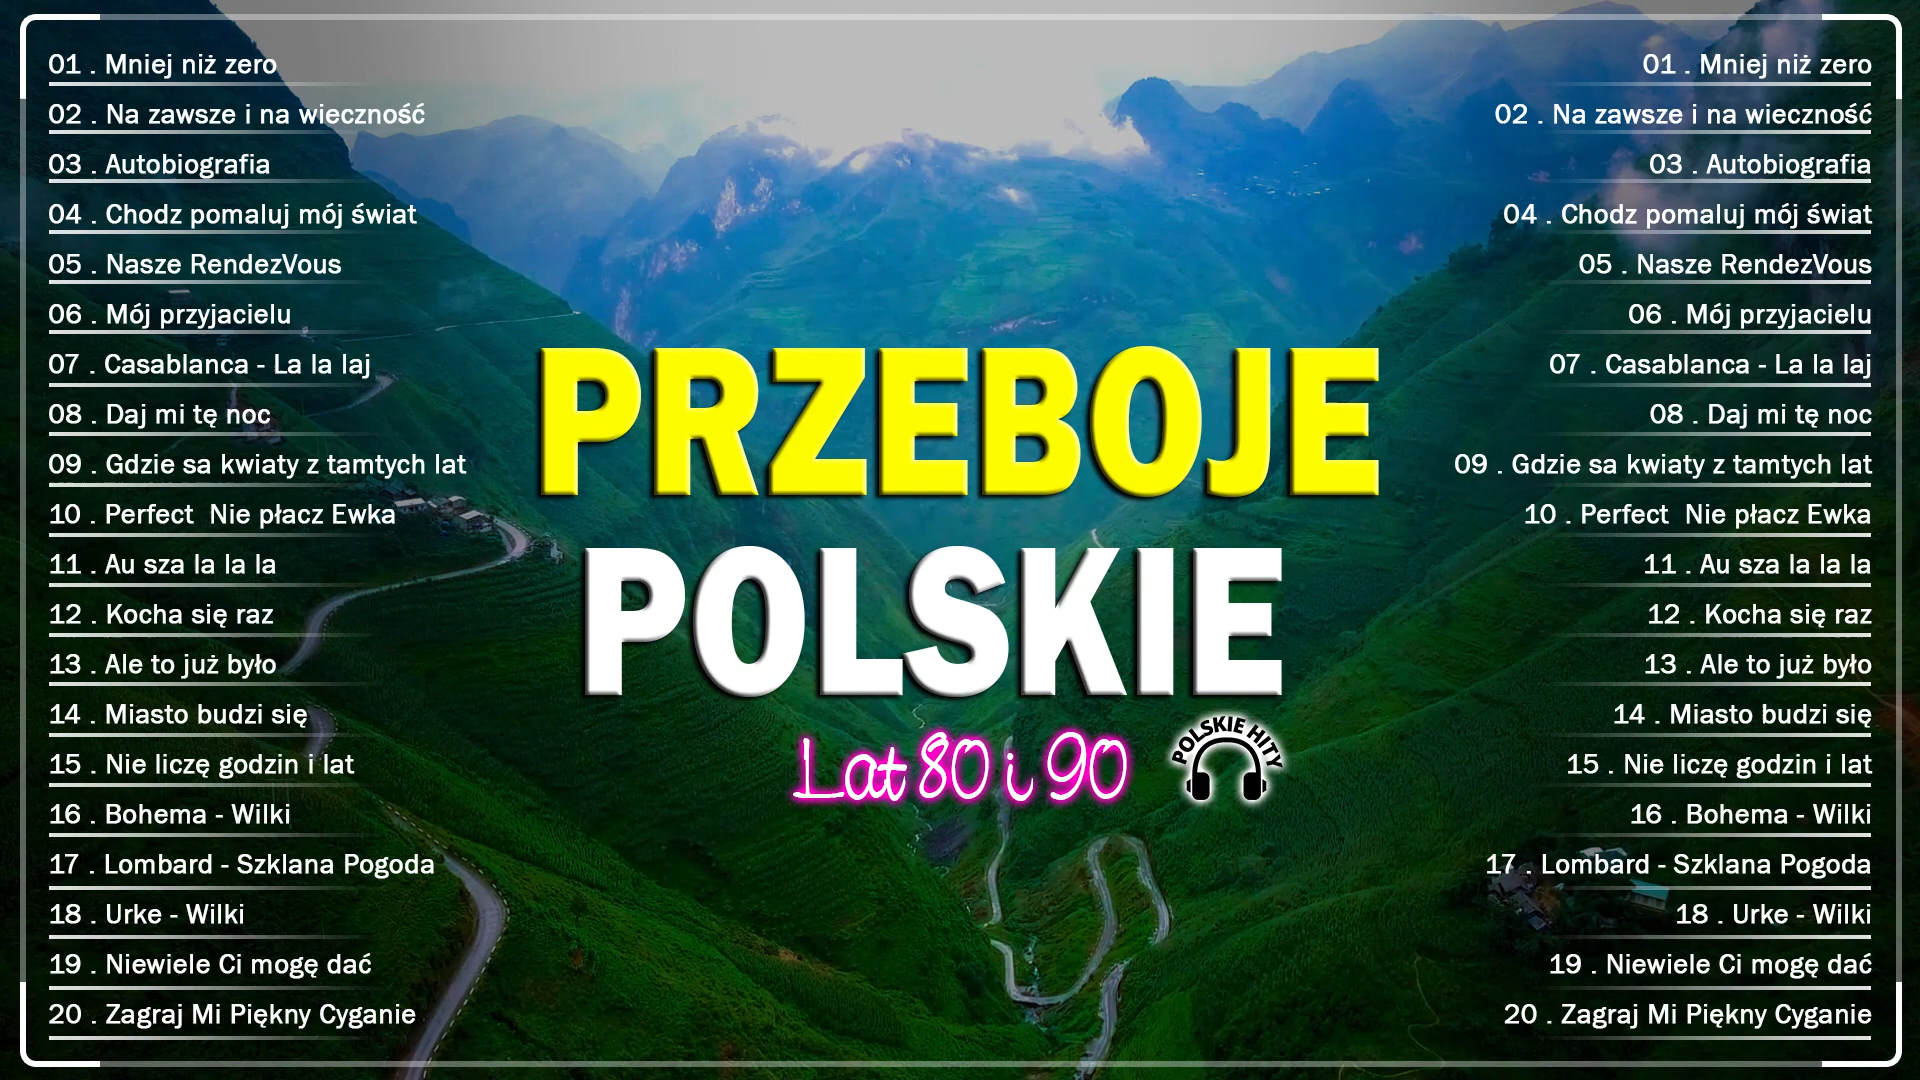 01 . Mniej niż zero
02 . Na zawsze i na wieczność
03 . Autobiografia
04 . Chodz pomaluj mój świat
05 . Nasze RendezVous
06 . Mój przyjacielu
07 . Casablanca - La la laj
08 . Daj mi tę noc
09 . Gdzie sa kwiaty z tamtych lat
10 . Perfect  Nie płacz Ewka
11 . Au sza la la la
12 . Kocha się raz
13 . Ale to już było
14 . Miasto budzi się
15 . Nie liczę godzin i lat
16 . Bohema - Wilki
17 . Lombard - Szklana Pogoda
18 . Urke - Wilki
19 . Niewiele Ci mogę dać
20 . Zagraj Mi Piękny Cyganie
PRZEBOJE
POLSKIE
Lat 80 i 90
POLSKIE HITY
01 . Mniej niż zero
02 . Na zawsze i na wieczność
03 . Autobiografia
04 . Chodz pomaluj mój świat
05 . Nasze RendezVous
06 . Mój przyjacielu
07 . Casablanca - La la laj
08 . Daj mi tę noc
09 . Gdzie sa kwiaty z tamtych lat
10 . Perfect  Nie płacz Ewka
11 . Au sza la la la
12 . Kocha się raz
13 . Ale to już było
14 . Miasto budzi się
15 . Nie liczę godzin i lat
16 . Bohema - Wilki
17 . Lombard - Szklana Pogoda
18 . Urke - Wilki
19 . Niewiele Ci mogę dać
20 . Zagraj Mi Piękny Cyganie